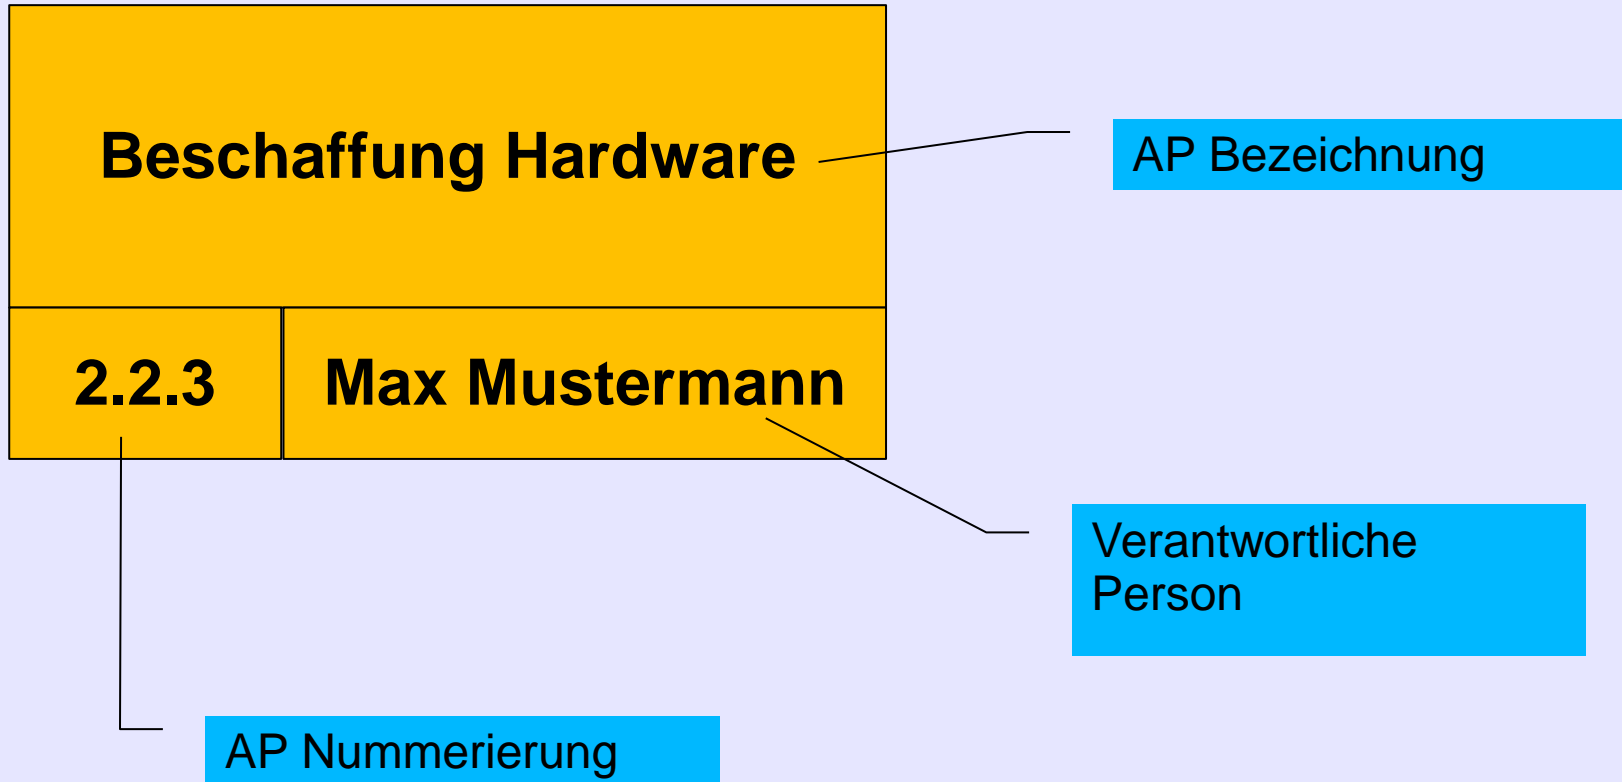 Beschaffung Hardware
AP Bezeichnung
2.2.3
Max Mustermann
Verantwortliche
Person
AP Nummerierung